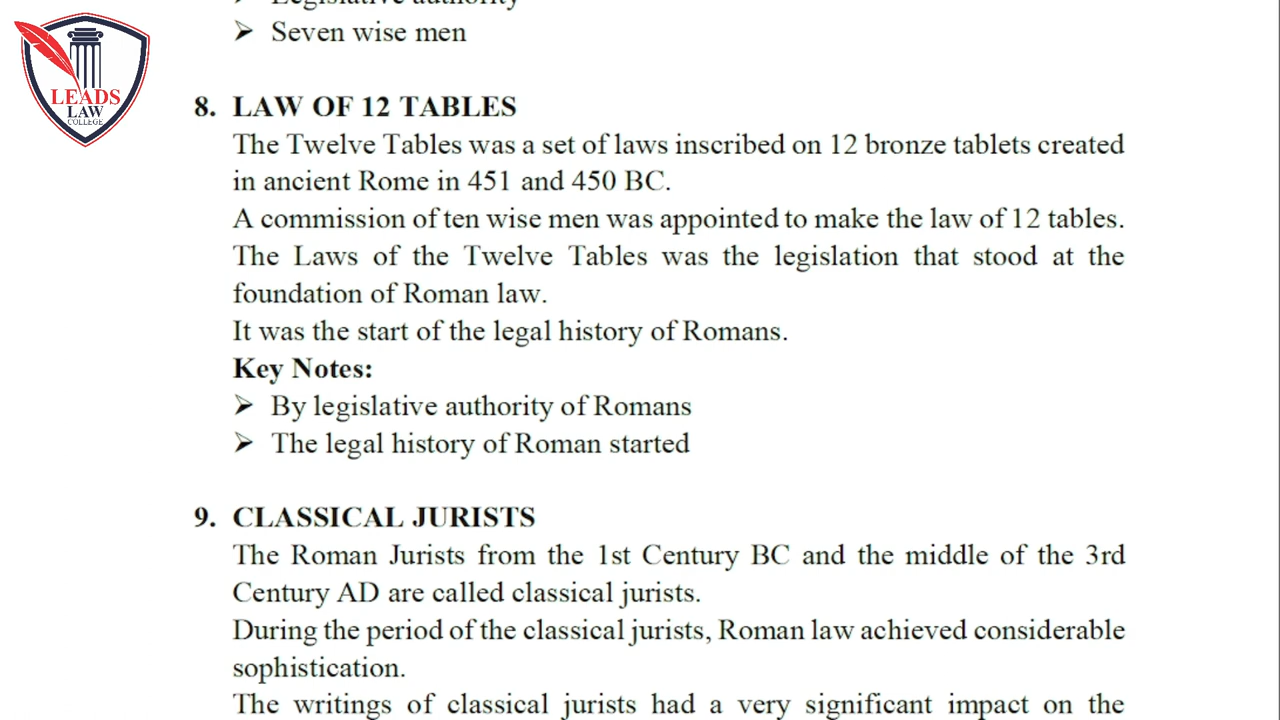 Legislative authority
➢ Seven wise men
LEADS
LAW
COLLEGE
8. LAW OF 12 TABLES
The Twelve Tables was a set of laws inscribed on 12 bronze tablets created
in ancient Rome in 451 and 450 BC.
A commission of ten wise men was appointed to make the law of 12 tables.
The Laws of the Twelve Tables was the legislation that stood at the
foundation of Roman law.
It was the start of the legal history of Romans.
Key Notes:
➢ By legislative authority of Romans
➢ The legal history of Roman started
9. CLASSICAL JURISTS
The Roman Jurists from the 1st Century BC and the middle of the 3rd
Century AD are called classical jurists.
During the period of the classical jurists, Roman law achieved considerable
sophistication.
The writings of classical jurists had a very significant impact on the